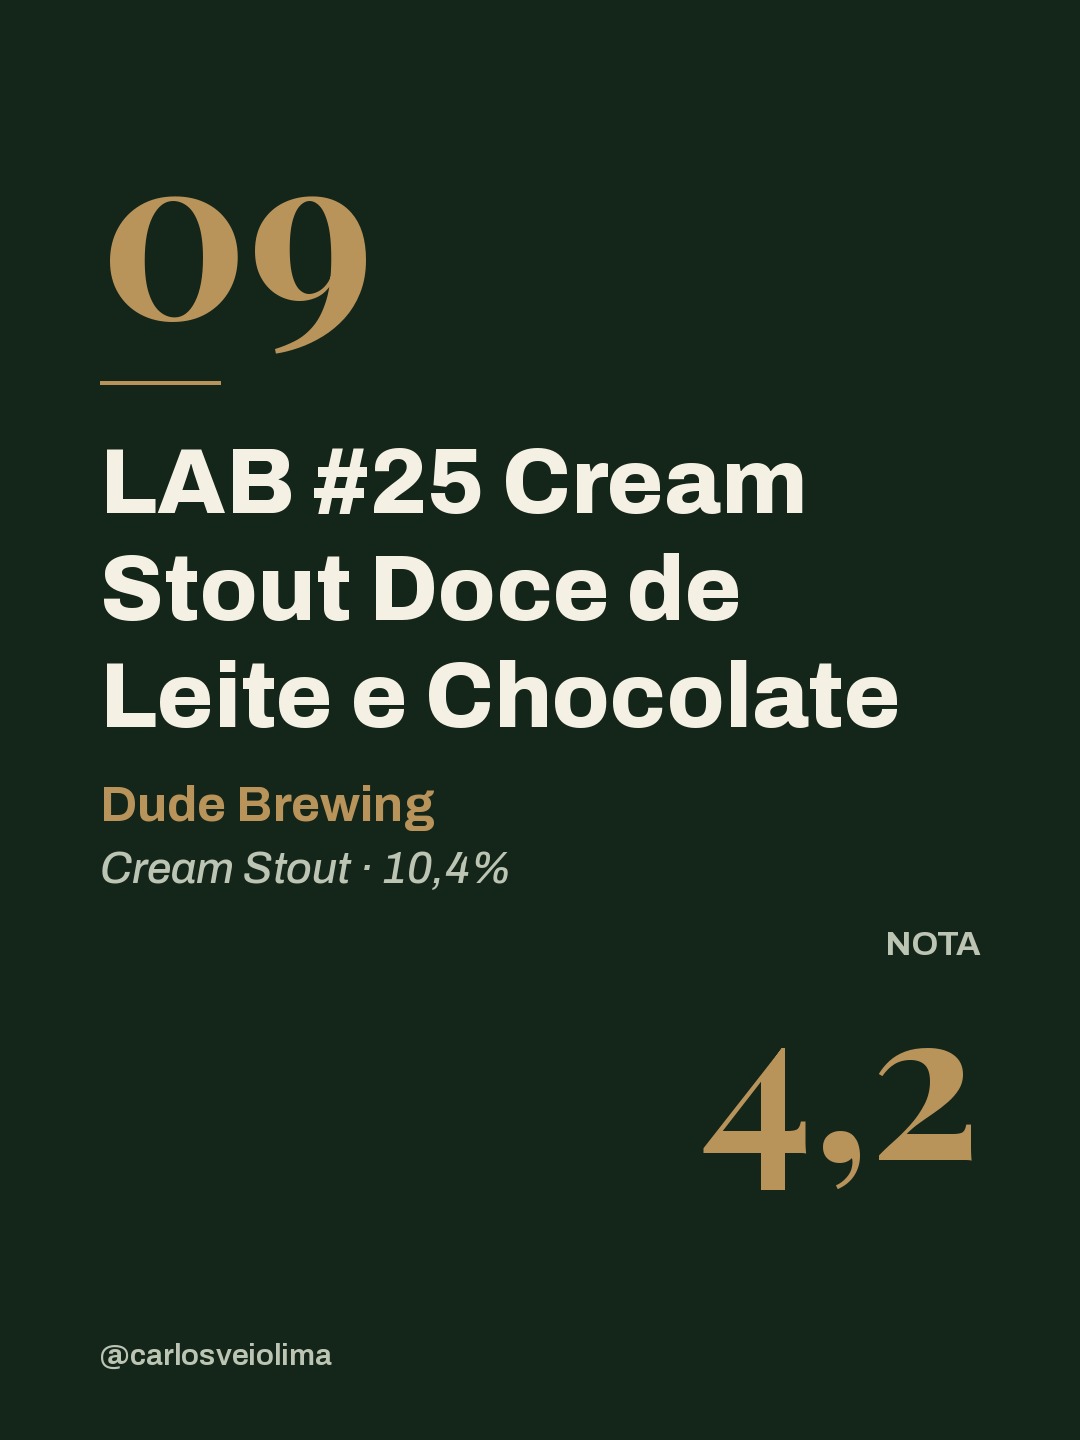 09
LAB #25 Cream
Stout Doce de
Leite e Chocolate
Dude Brewing
Cream Stout · 10,4%
NOTA
4,2
@carlosveiolima